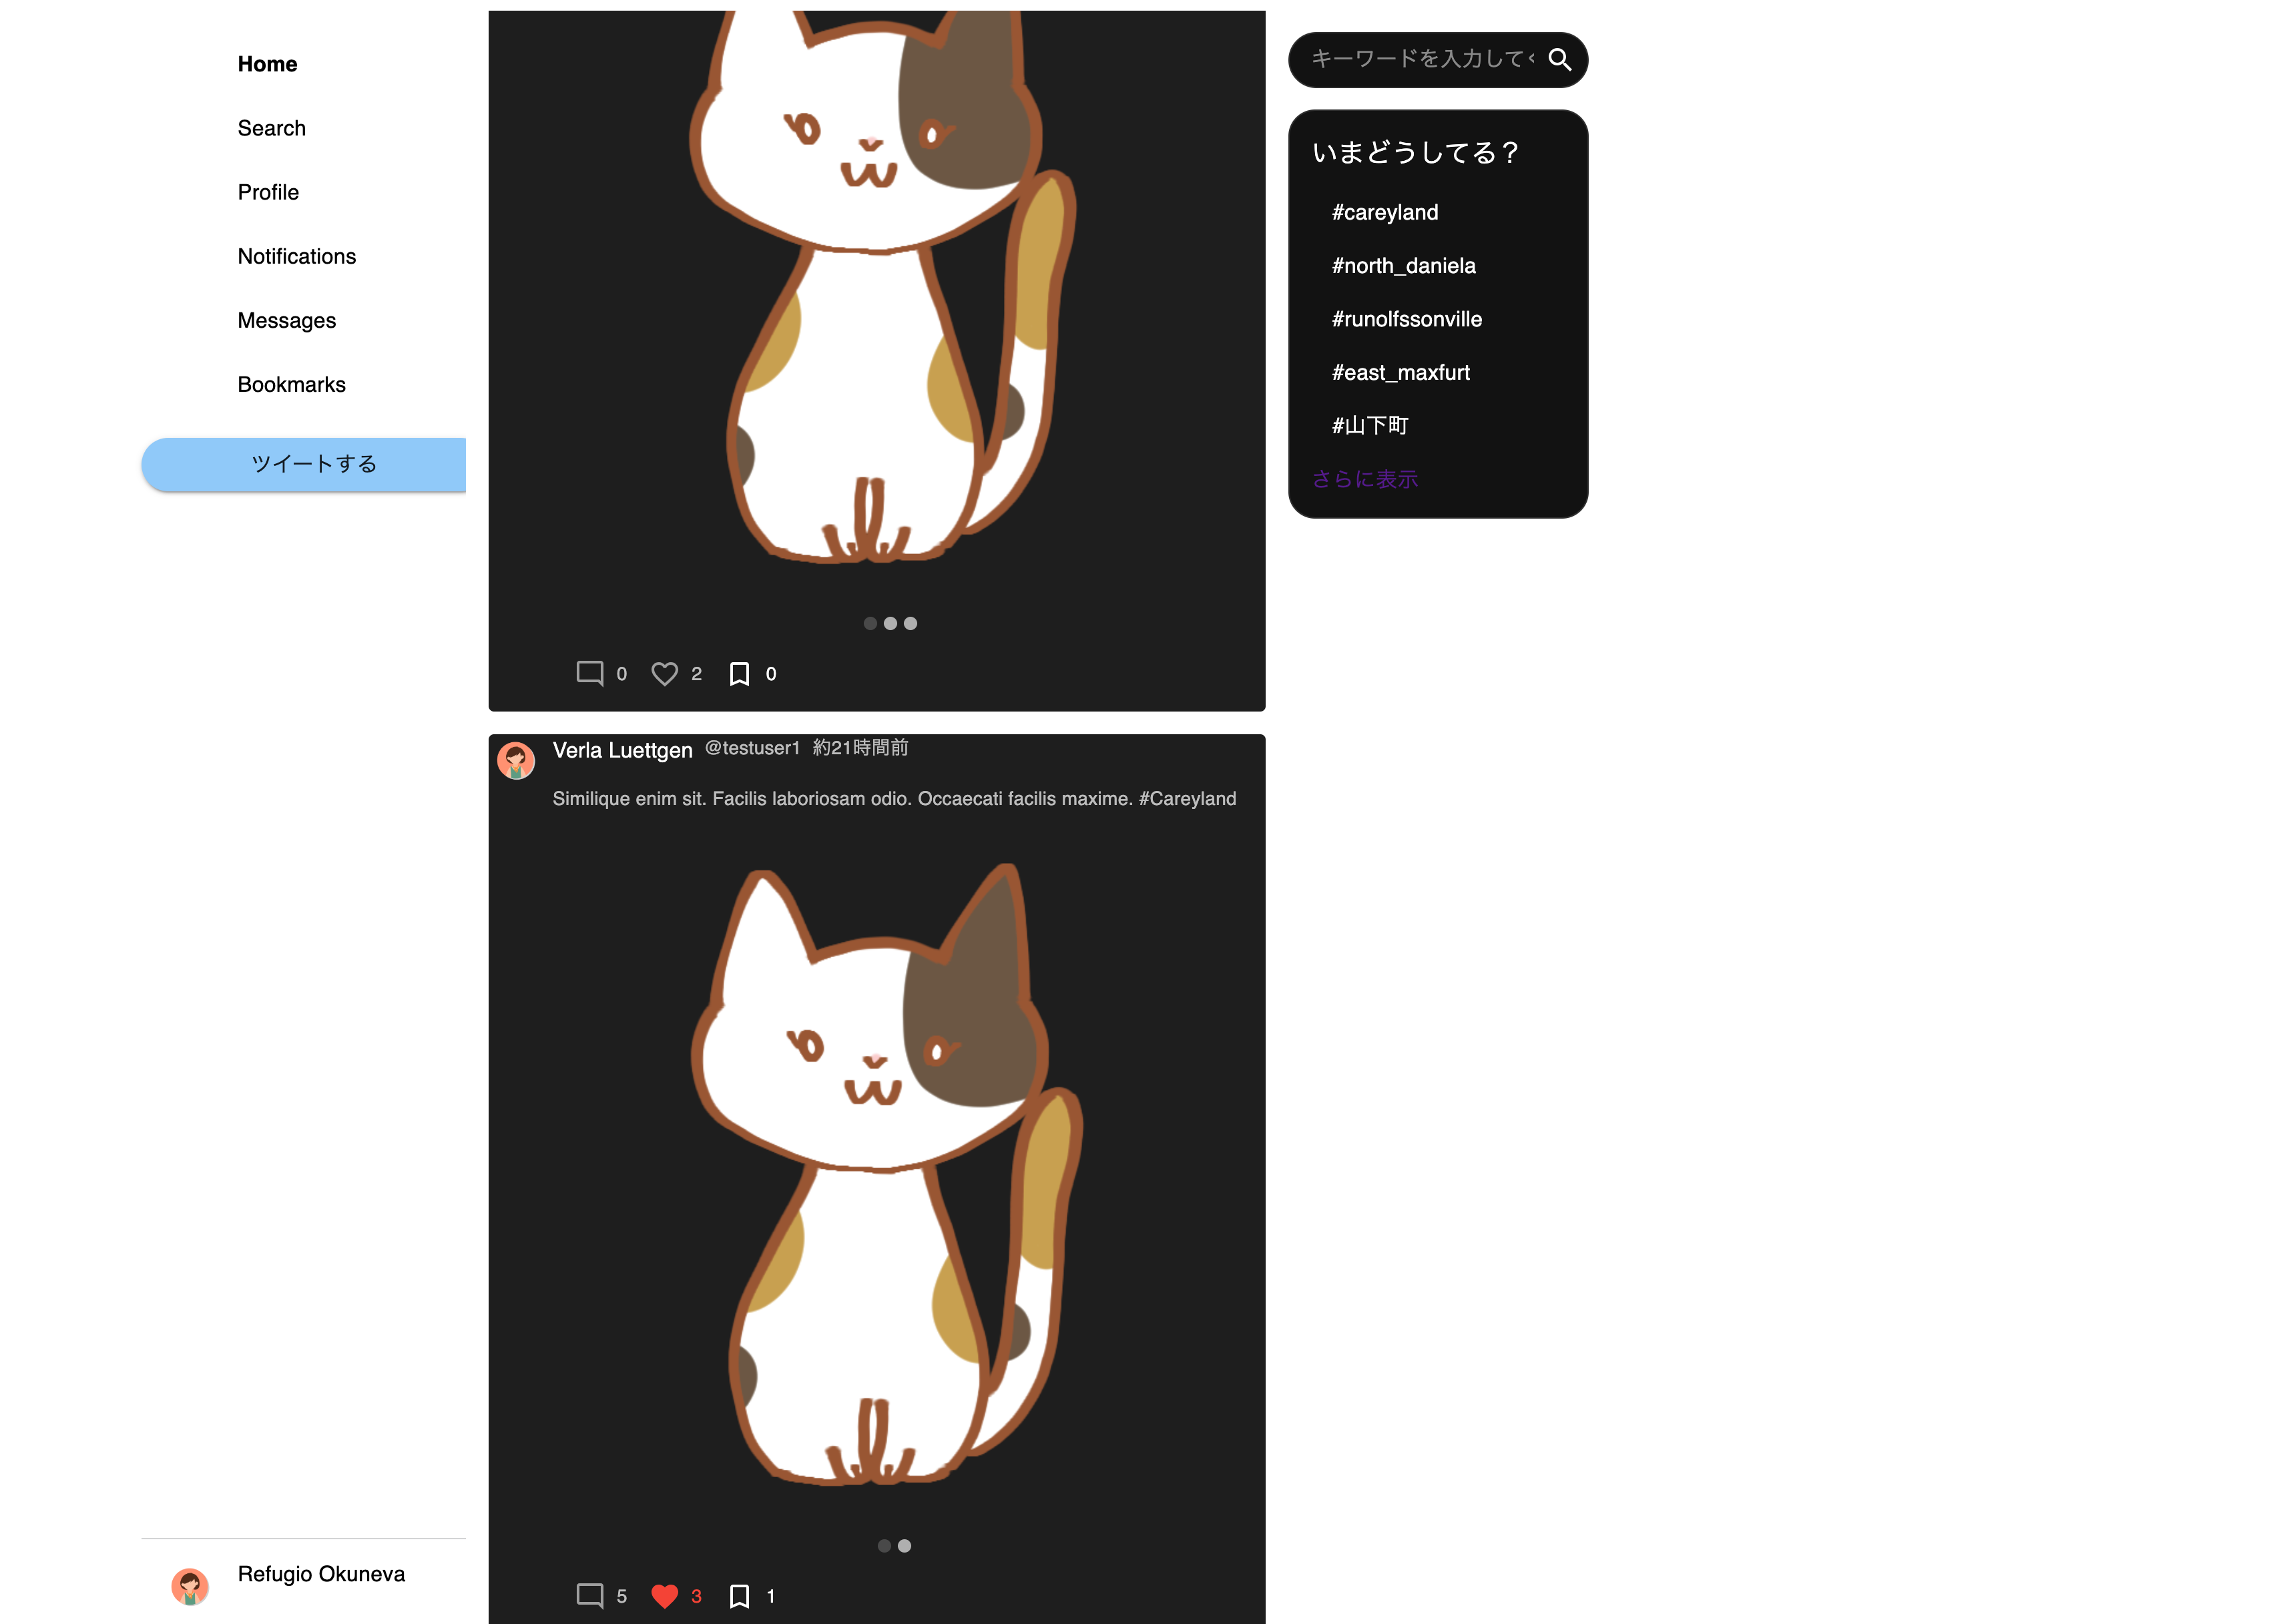 Home
Search
Profile
Notifications
Messages
Bookmarks
ツイートする
Refugio Okuneva
0 2 0
Verla Luettgen @testuser1 約21時間前
Similique enim sit. Facilis laboriosam odio. Occaecati facilis maxime. #Careyland
5 3 1
キーワードを入力して
いまどうしてる？
#careyland
#north_daniela
#runolfssonville
#east_maxfurt
#山下町
さらに表示